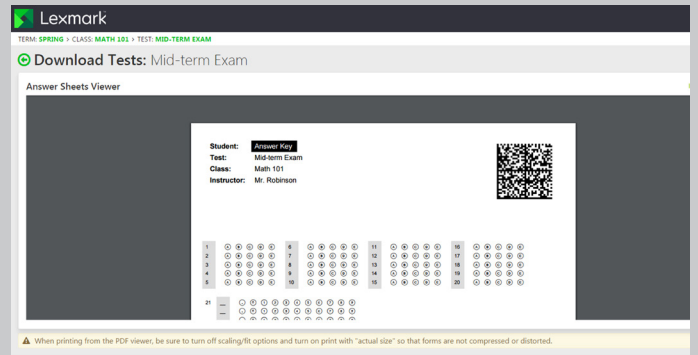 Lexmark
TERM: SPRING > CLASS: MATH 101 > TEST: MID-TERM EXAM
Download Tests: Mid-term Exam
Answer Sheets Viewer
Student: Answer Key
Test: Mid-term Exam
Class: Math 101
Instructor: Mr. Robinson
1 A B C D E 6 A B C D E 11 A B C D E 16 A B C D E
2 A B C D E 7 A B C D E 12 A B C D E 17 A B C D E
3 A B C D E 8 A B C D E 13 A B C D E 18 A B C D E
4 A B C D E 9 A B C D E 14 A B C D E 19 A B C D E
5 A B C D E 10 A B C D E 15 A B C D E 20 A B C D E
21
When printing from the PDF viewer, be sure to turn off scaling/fit options and turn on print with "actual size" so that forms are not compressed or distorted.